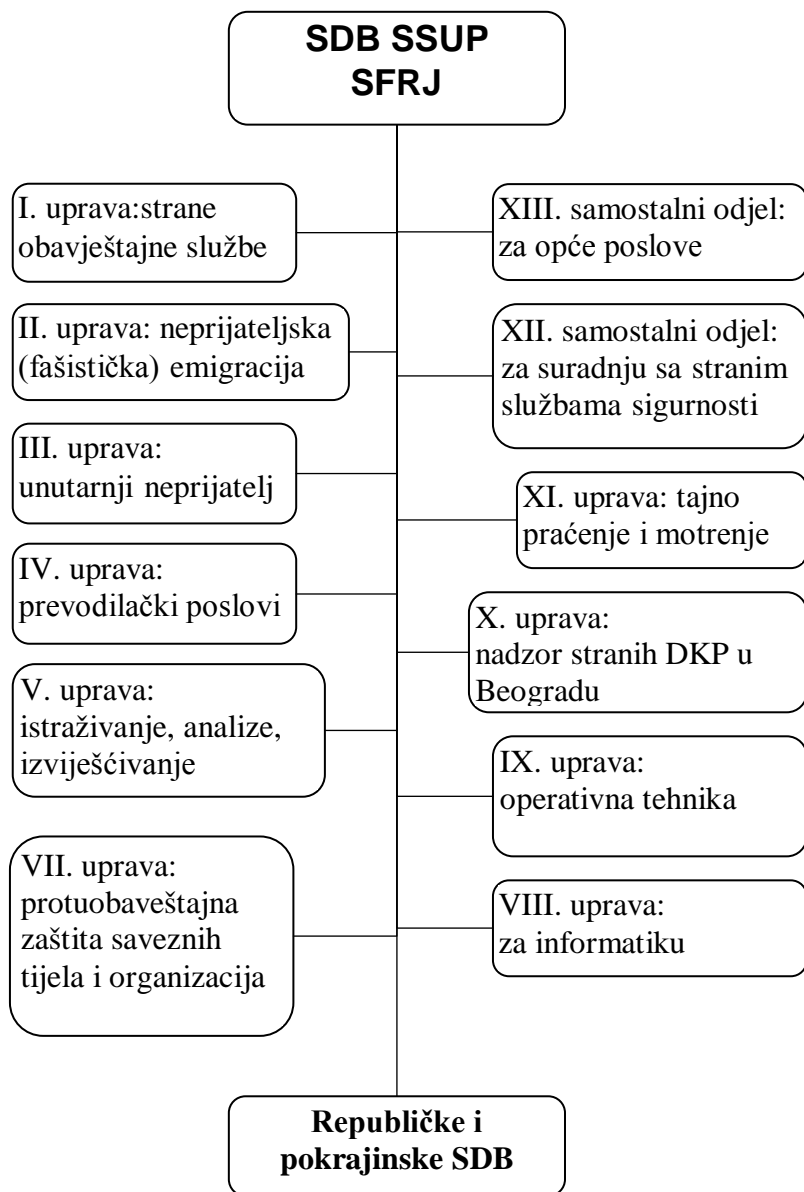 SDB SSUP
SFRJ
I. uprava:strane
obavještajne službe
II. uprava: neprijateljska
(fašistička) emigracija
III. uprava:
unutarnji neprijatelj
IV. uprava:
prevodilački poslovi
V. uprava:
istraživanje, analize,
izviješćivanje
VII. uprava:
protuobaveštajna
zaštita saveznih
tijela i organizacija
XIII. samostalni odjel:
za opće poslove
XII. samostalni odjel:
za suradnju sa stranim
službama sigurnosti
XI. uprava: tajno
praćenje i motrenje
X. uprava:
nadzor stranih DKP u
Beogradu
IX. uprava:
operativna tehnika
VIII. uprava:
za informatiku
Republičke i
pokrajinske SDB